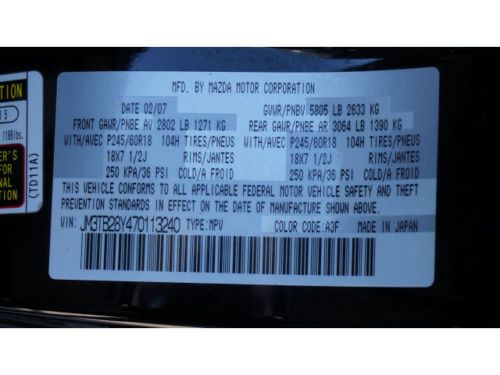 MFD. BY MAZDA MOTOR CORPORATION
DATE 02/07 GVWR/PNBV 5805 LB 2633 KG
FRONT GAWR/PNBE AV 2802 LB 1271 KG REAR GAWR/PNBE AR 3064 LB 1390 KG
WITH/AVEC P245/60R18 104H TIRES/PNEUS WITH/AVEC P245/60R18 104H TIRES/PNEUS
18X7 1/2J RIMS/JANTES 18X7 1/2J RIMS/JANTES
250 KPA/36 PSI COLD/A FROID 250 KPA/36 PSI COLD/A FROID
THIS VEHICLE CONFORMS TO ALL APPLICABLE FEDERAL MOTOR VEHICLE SAFETY AND THEFT
PREVENTION STANDARDS IN EFFECT ON THE DATE OF MANUFACTURE SHOWN ABOVE.
VIN: JM3TB28Y470113240 TYPE: MPV COLOR CODE: A3F MADE IN JAPAN
(TD11A)